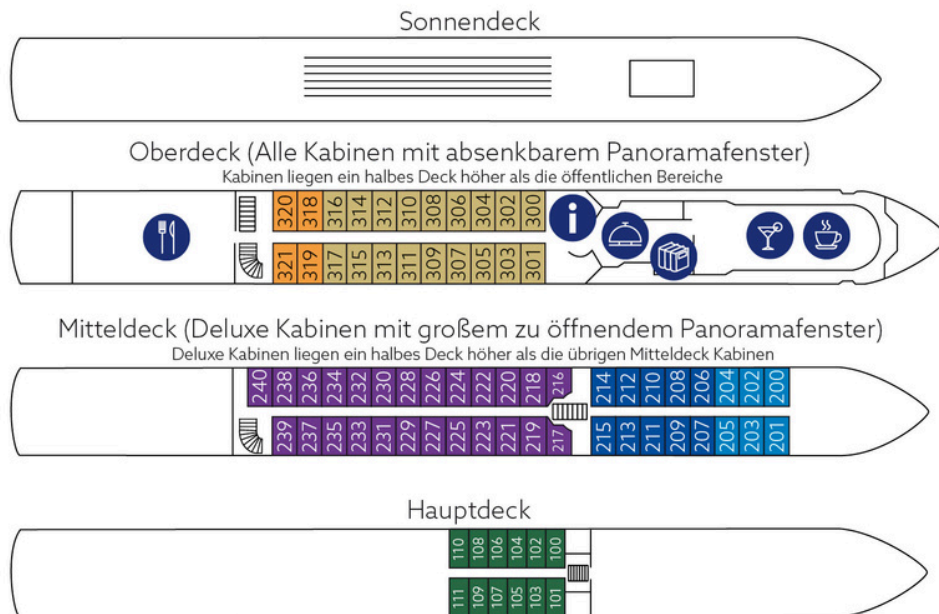 Sonnendeck
Oberdeck (Alle Kabinen mit absenkbarem Panoramafenster)
Kabinen liegen ein halbes Deck höher als die öffentlichen Bereiche
320 318 316 314 312 310 308 306 304 302 300
i
321 319 317 315 313 311 309 307 305 303 301
Mitteldeck (Deluxe Kabinen mit großem zu öffnendem Panoramafenster)
Deluxe Kabinen liegen ein halbes Deck höher als die übrigen Mitteldeck Kabinen
240 238 236 234 232 230 228 226 224 222 220 218 216 214 212 210 208 206 204 202 200
239 237 235 233 231 229 227 225 223 221 219 217 215 213 211 209 207 205 203 201
Hauptdeck
110 108 106 104 102 100
111 109 107 105 103 101